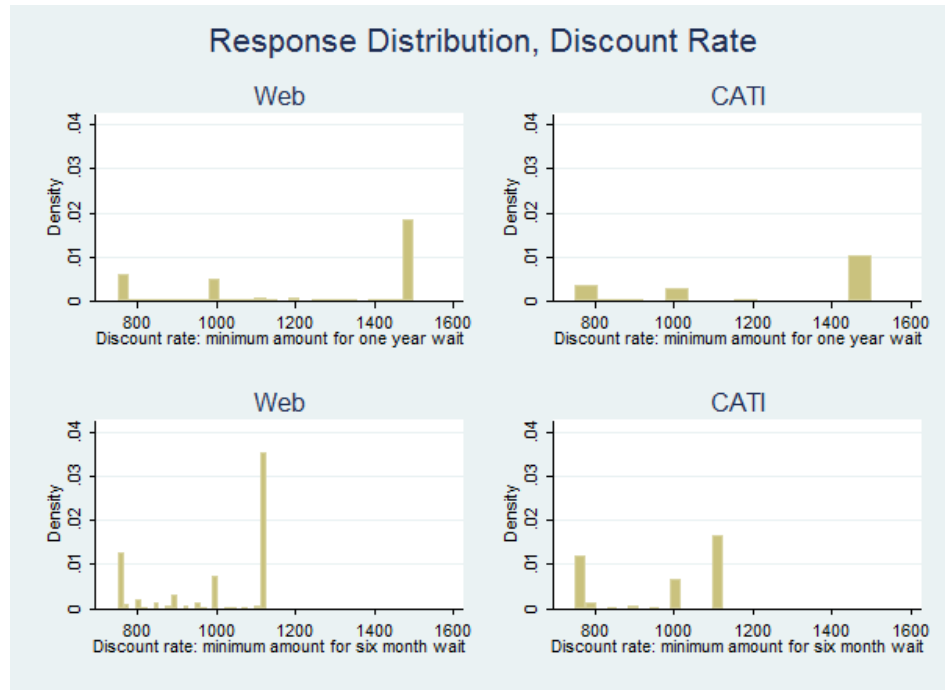 Response Distribution, Discount Rate
Web
CATI
Density
0
.01
.02
.03
.04
800 1000 1200 1400 1600
Discount rate: minimum amount for one year wait
Density
0
.01
.02
.03
.04
800 1000 1200 1400 1600
Discount rate: minimum amount for one year wait
Web
CATI
Density
0
.01
.02
.03
.04
800 1000 1200 1400 1600
Discount rate: minimum amount for six month wait
Density
0
.01
.02
.03
.04
800 1000 1200 1400 1600
Discount rate: minimum amount for six month wait